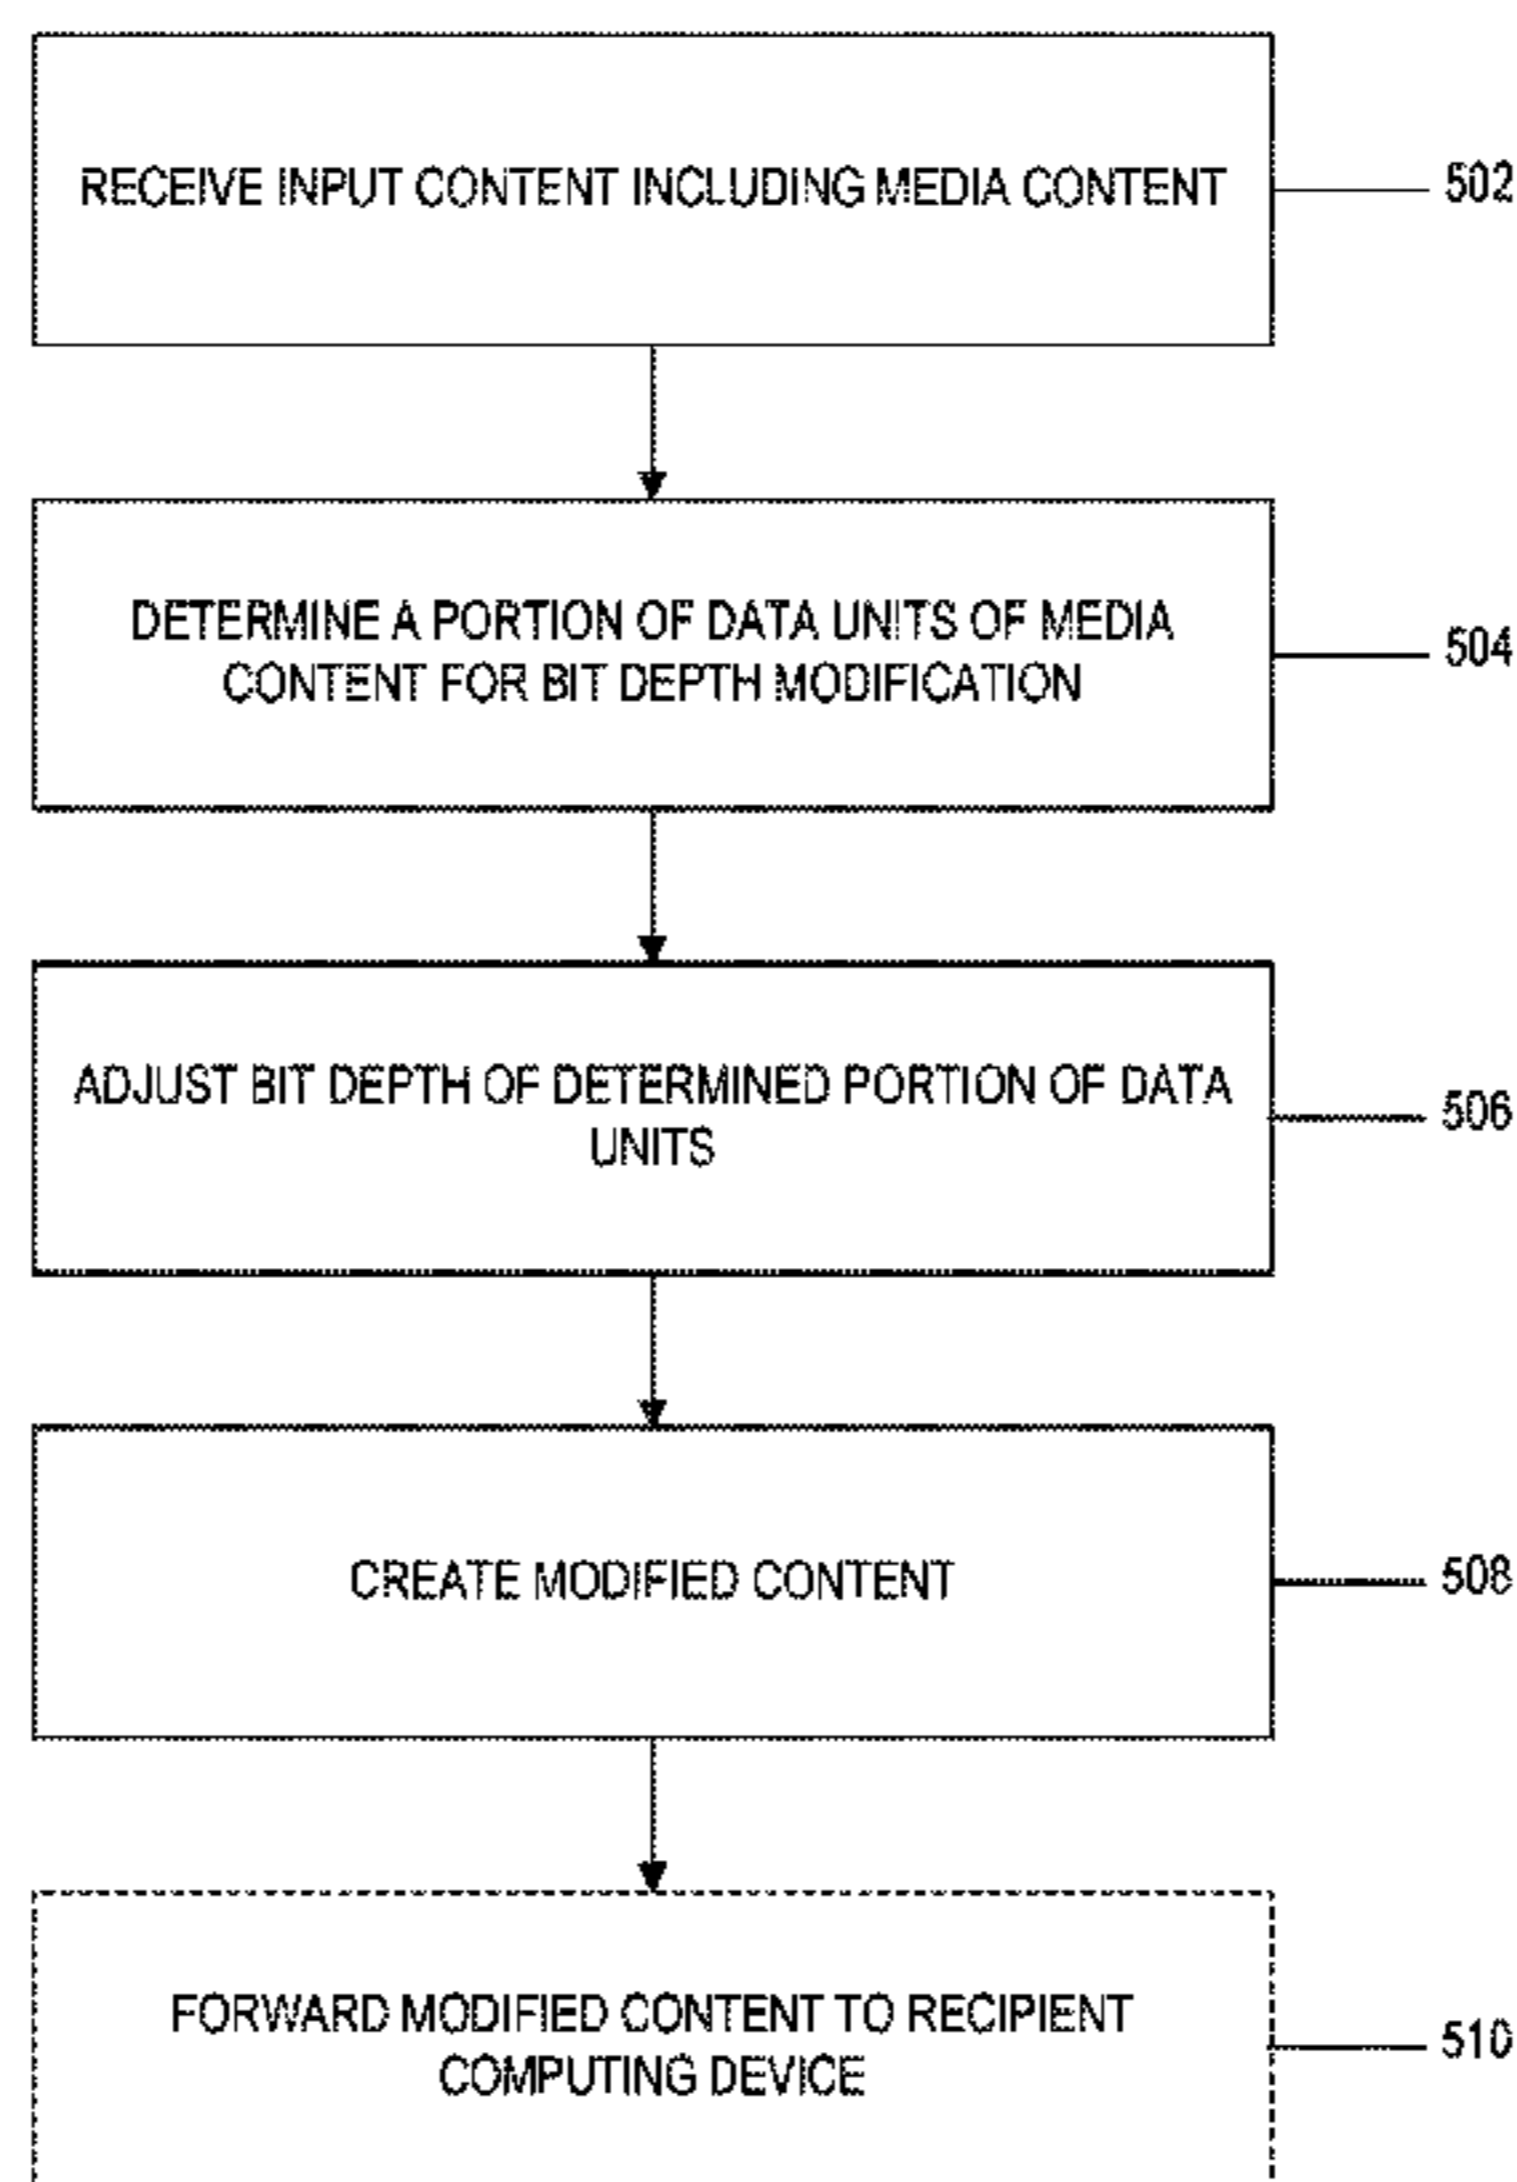 RECEIVE INPUT CONTENT INCLUDING MEDIA CONTENT
502
DETERMINE A PORTION OF DATA UNITS OF MEDIA
CONTENT FOR BIT DEPTH MODIFICATION
504
ADJUST BIT DEPTH OF DETERMINED PORTION OF DATA
UNITS
506
CREATE MODIFIED CONTENT
508
FORWARD MODIFIED CONTENT TO RECIPIENT
COMPUTING DEVICE
510